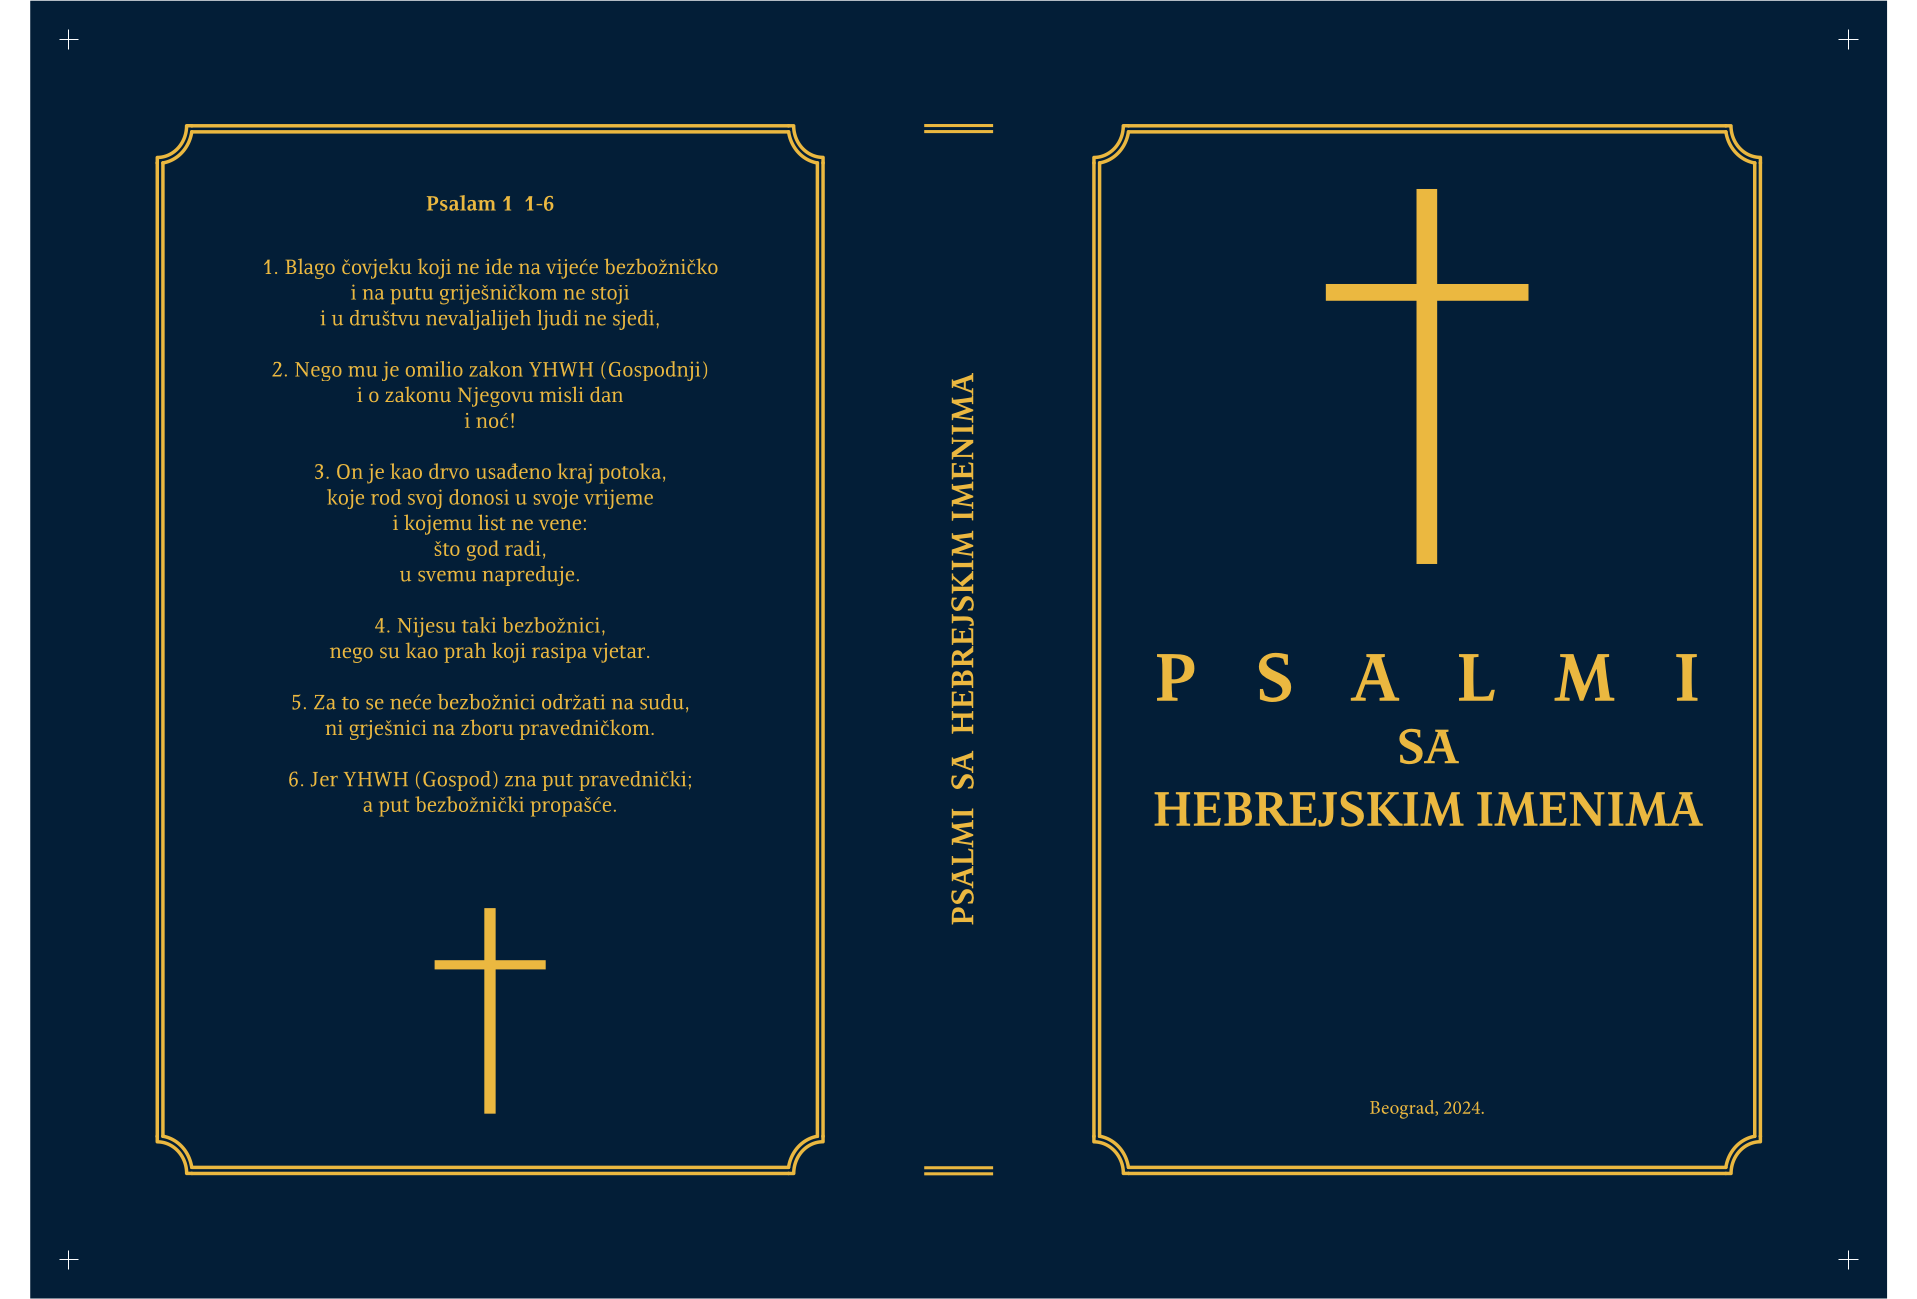 Psalam 1  1-6
1. Blago čovjeku koji ne ide na vijeće bezbožničko
i na putu griješničkom ne stoji
i u društvu nevaljalijeh ljudi ne sjedi,
2. Nego mu je omilio zakon YHWH (Gospodnji)
i o zakonu Njegovu misli dan
i noć!
3. On je kao drvo usađeno kraj potoka,
koje rod svoj donosi u svoje vrijeme
i kojemu list ne vene:
što god radi,
u svemu napreduje.
4. Nijesu taki bezbožnici,
nego su kao prah koji rasipa vjetar.
5. Za to se neće bezbožnici održati na sudu,
ni grješnici na zboru pravedničkom.
6. Jer YHWH (Gospod) zna put pravednički;
a put bezbožnički propašće.
PSALMI SA HEBREJSKIM IMENIMA
P S A L M I
SA
HEBREJSKIM IMENIMA
Beograd, 2024.